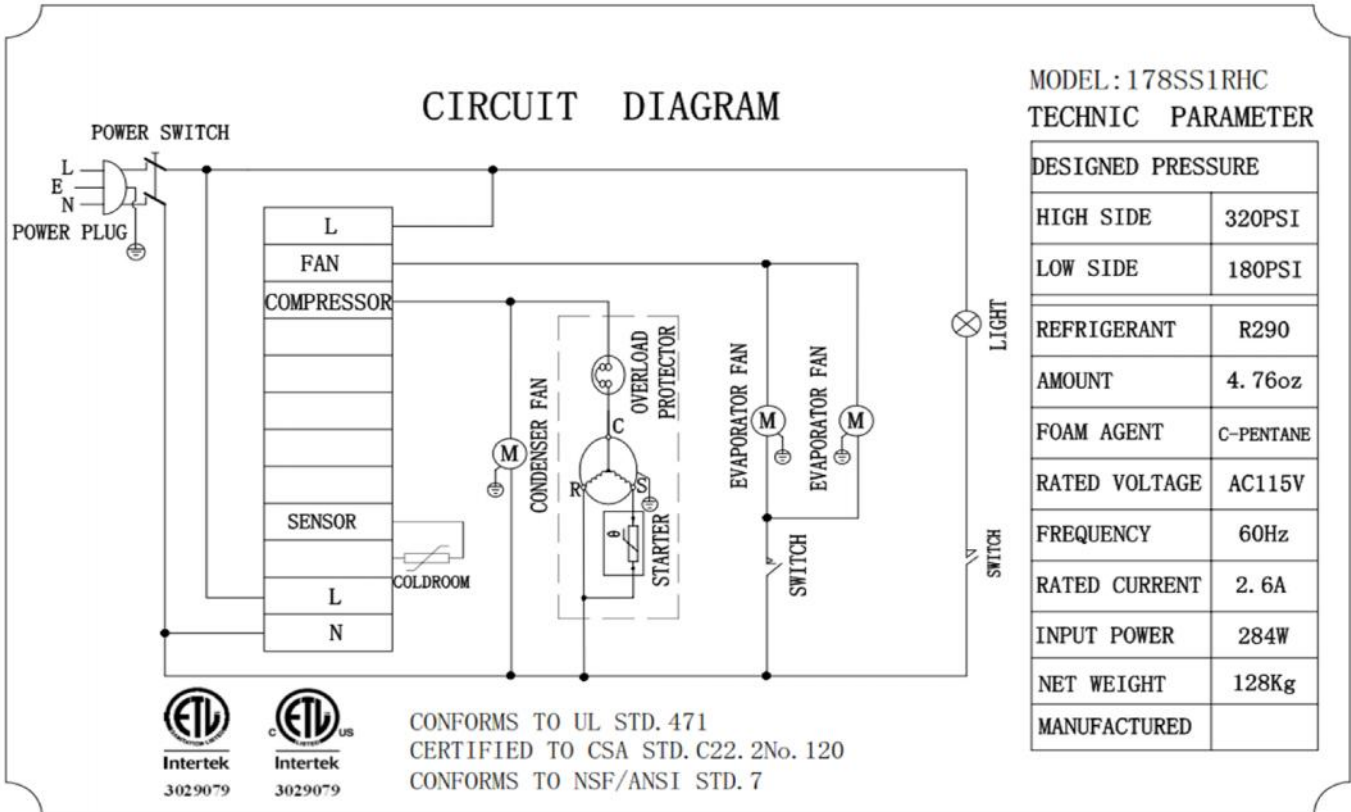 CIRCUIT DIAGRAM
POWER SWITCH
L
E
N
POWER PLUG
L
FAN
COMPRESSOR
SENSOR
L
N
COLDROOM
M
CONDENSER FAN
OVERLOAD
PROTECTOR
C
R
S
θ
STARTER
EVAPORATOR FAN
M
EVAPORATOR FAN
M
SWITCH
LIGHT
SWITCH
MODEL:178SS1RHC
TECHNIC PARAMETER
DESIGNED PRESSURE
HIGH SIDE 320PSI
LOW SIDE 180PSI
REFRIGERANT R290
AMOUNT 4.76oz
FOAM AGENT C-PENTANE
RATED VOLTAGE AC115V
FREQUENCY 60Hz
RATED CURRENT 2.6A
INPUT POWER 284W
NET WEIGHT 128Kg
MANUFACTURED
ETL
Intertek
3029079
C ETL US
LISTED
Intertek
3029079
CONFORMS TO UL STD.471
CERTIFIED TO CSA STD.C22.2No.120
CONFORMS TO NSF/ANSI STD.7